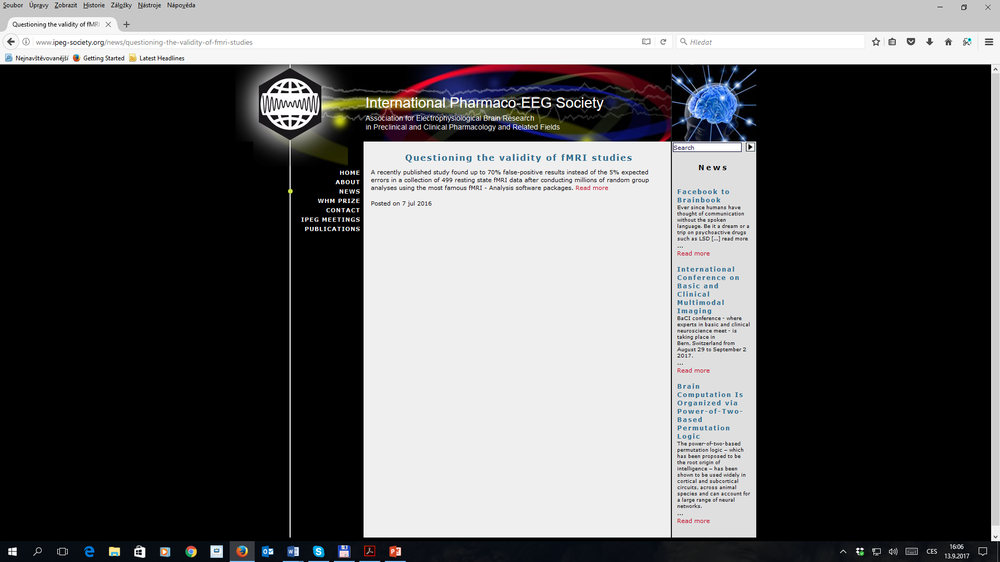 Soubor Úpravy Zobrazit Historie Záložky Nástroje Nápověda
Questioning the validity of fMRI
www.ipeg-society.org/news/questioning-the-validity-of-fmri-studies
Hledat
Nejnavštěvovanější Getting Started Latest Headlines
International Pharmaco-EEG Society
Association for Electrophysiological Brain Research
in Preclinical and Clinical Pharmacology and Related Fields
HOME
ABOUT
NEWS
WHM PRIZE
CONTACT
IPEG MEETINGS
PUBLICATIONS
Questioning the validity of fMRI studies
A recently published study found up to 70% false-positive results instead of the 5% expected
errors in a collection of 499 resting state fMRI data after conducting millions of random group
analyses using the most famous fMRI - Analysis software packages. Read more
Posted on 7 jul 2016
Search
News
Facebook to
Brainbook
Ever since humans have
thought of communication
without the spoken
language. Be it a dream or a
trip on psychoactive drugs
such as LSD [...] read more
...
Read more
International
Conference on
Basic and
Clinical
Multimodal
Imaging
BaCI conference - where
experts in basic and clinical
neuroscience meet - is
taking place in
Bern, Switzerland from
August 29 to September 2
2017.
...
Read more
Brain
Computation Is
Organized via
Power-of-Two-
Based
Permutation
Logic
The power-of-two-based
permutation logic – which
has been proposed to be
the root origin of
intelligence – has been
shown to be used widely in
cortical and subcortical
circuits, across animal
species and can account for
a large range of neural
networks.
...
Read more
CES
16:06
13.9.2017